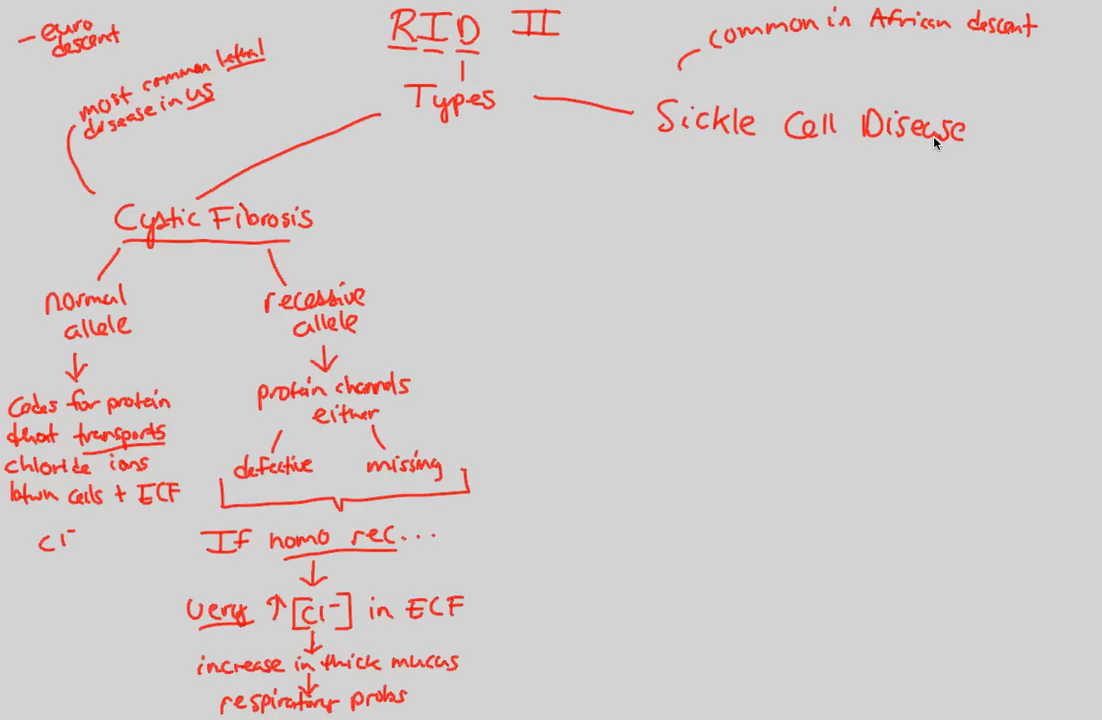 RID II
Types
- euro
descent
most common lethal
disease in US
Cystic Fibrosis
normal
allele
Codes for protein
that transports
chloride ions
btwn cells + ECF
Cl⁻
recessive
allele
protein channels
either
defective
missing
If homo rec...
very ↑ [Cl⁻] in ECF
increase in thick mucus
respiratory probs
common in African descent
Sickle Cell Disease